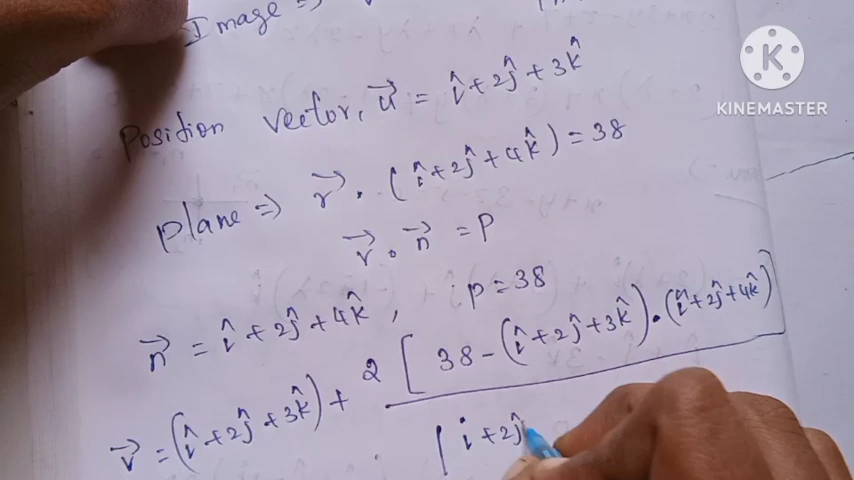 Image ⇒
K
KINEMASTER
Position vector, u⃗ = î + 2ĵ + 3k̂
Plane ⇒ r⃗ . (î + 2ĵ + 4k̂) = 38
r⃗ . n⃗ = P
n⃗ = î + 2ĵ + 4k̂ , p = 38
v⃗ = (î + 2ĵ + 3k̂) + 2 [ 38 - (î + 2ĵ + 3k̂) . (î + 2ĵ + 4k̂) ]
| i + 2ĵ